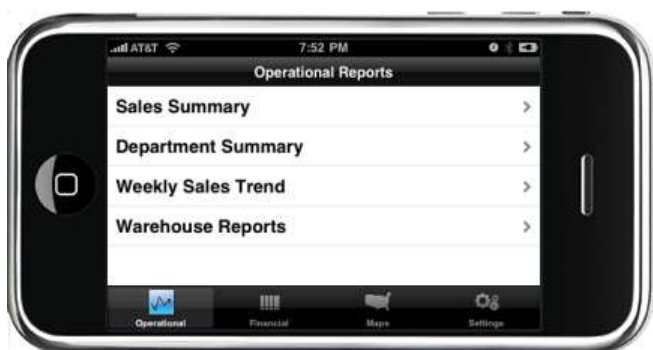 AT&T 7:52 PM
Operational Reports
Sales Summary
Department Summary
Weekly Sales Trend
Warehouse Reports
Operational Financial Maps Settings